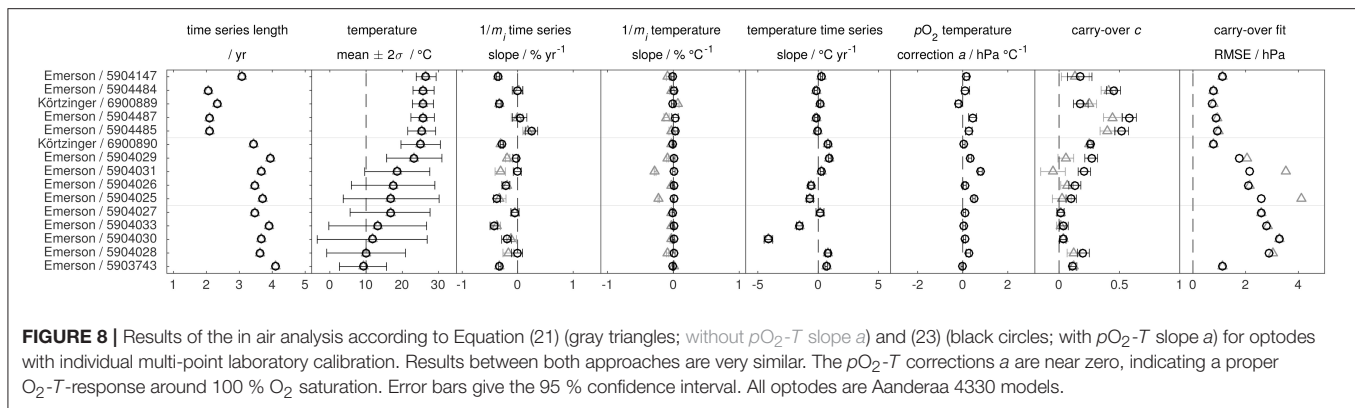 time series length
/ yr
temperature
mean ± 2σ / °C
1/mᵢ time series
slope / % yr⁻¹
1/mᵢ temperature
slope / % °C⁻¹
temperature time series
slope / °C yr⁻¹
pO₂ temperature
correction a / hPa °C⁻¹
carry-over c
carry-over fit
RMSE / hPa
Emerson / 5904147
Emerson / 5904484
Körtzinger / 6900889
Emerson / 5904487
Emerson / 5904485
Körtzinger / 6900890
Emerson / 5904029
Emerson / 5904031
Emerson / 5904026
Emerson / 5904025
Emerson / 5904027
Emerson / 5904033
Emerson / 5904030
Emerson / 5904028
Emerson / 5903743
1 2 3 4 5
0 10 20 30
-1 0
-1 0 1
-5 0 5
-2 0 2
0 0.5 1
0 2 4
FIGURE 8 | Results of the in air analysis according to Equation (21) (gray triangles; without pO₂-T slope a) and (23) (black circles; with pO₂-T slope a) for optodes
with individual multi-point laboratory calibration. Results between both approaches are very similar. The pO₂-T corrections a are near zero, indicating a proper
O₂-T-response around 100 % O₂ saturation. Error bars give the 95 % confidence interval. All optodes are Aanderaa 4330 models.